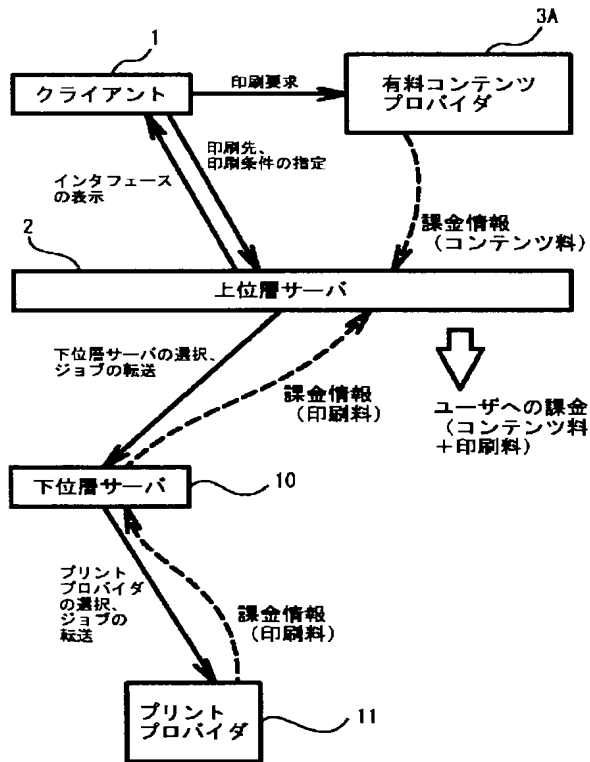 1
3A
クライアント
印刷要求
有料コンテンツ
プロバイダ
印刷先、
印刷条件の指定
インタフェース
の表示
課金情報
(コンテンツ料)
2
上位層サーバ
下位層サーバの選択、
ジョブの転送
課金情報
(印刷料)
ユーザへの課金
(コンテンツ料
+印刷料)
下位層サーバ
10
プリント
プロバイダ
の選択、
ジョブの
転送
課金情報
(印刷料)
プリント
プロバイダ
11